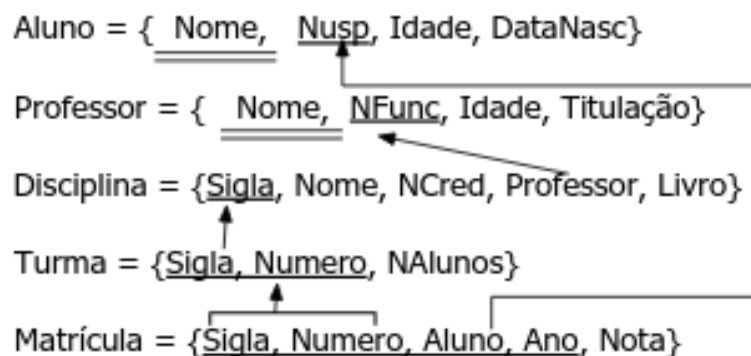 Aluno = { Nome, Nusp, Idade, DataNasc}
Professor = { Nome, NFunc, Idade, Titulação}
Disciplina = {Sigla, Nome, NCred, Professor, Livro}
Turma = {Sigla, Numero, NAlunos}
Matrícula = {Sigla, Numero, Aluno, Ano, Nota}